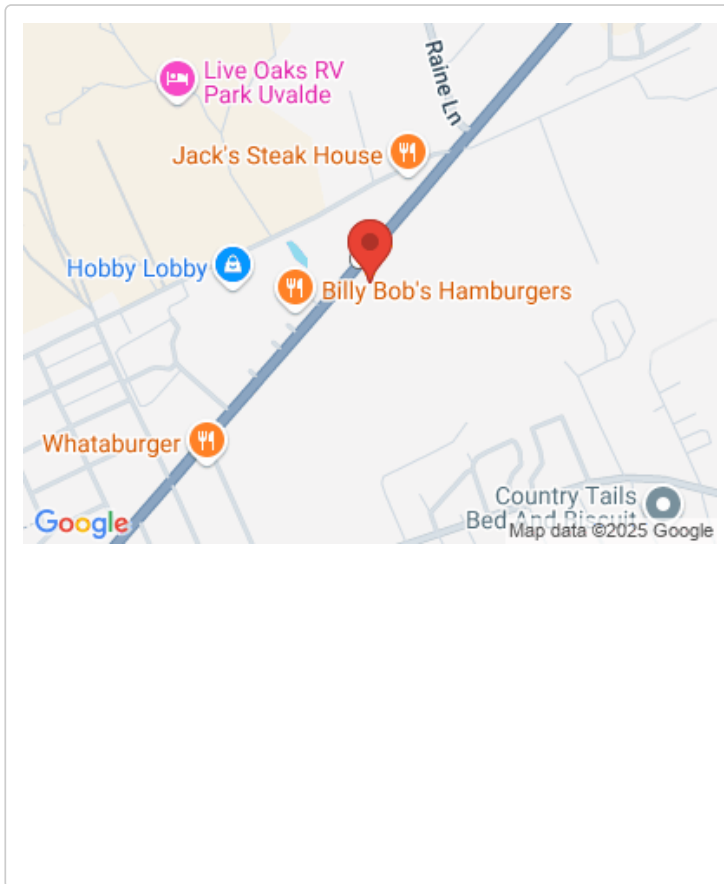 Raine Ln
Live Oaks RV
Park Uvalde
Jack's Steak House
Hobby Lobby
Billy Bob's Hamburgers
Whataburger
Country Tails
Bed And Biscuit
Google
Map data ©2025 Google